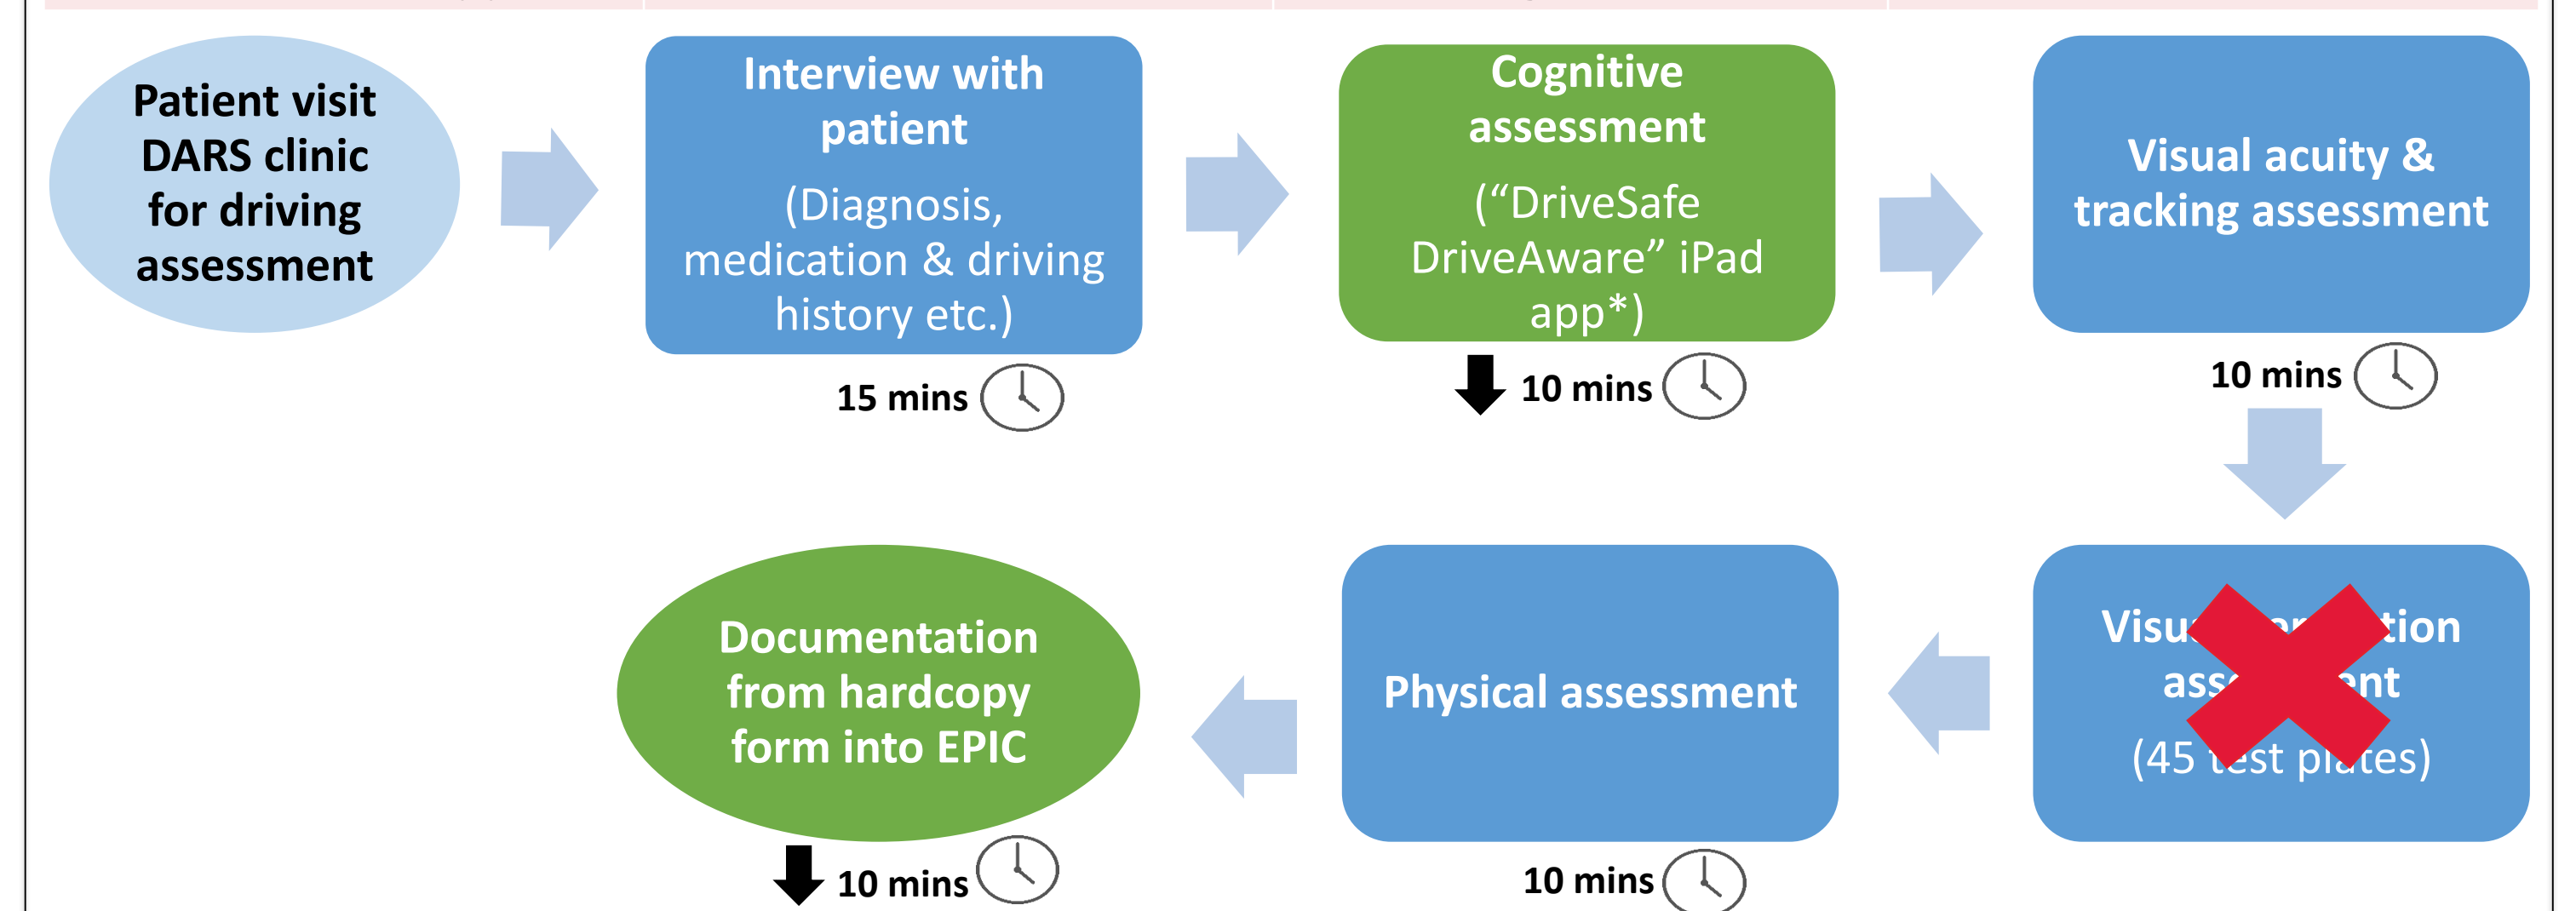 Patient visit
DARS clinic
for driving
assessment
Interview with
patient
(Diagnosis,
medication & driving
history etc.)
15 mins
Cognitive
assessment
(“DriveSafe
DriveAware” iPad
app*)
10 mins
Visual acuity &
tracking assessment
10 mins
(45 test plates)
Physical assessment
10 mins
Documentation
from hardcopy
form into EPIC
10 mins